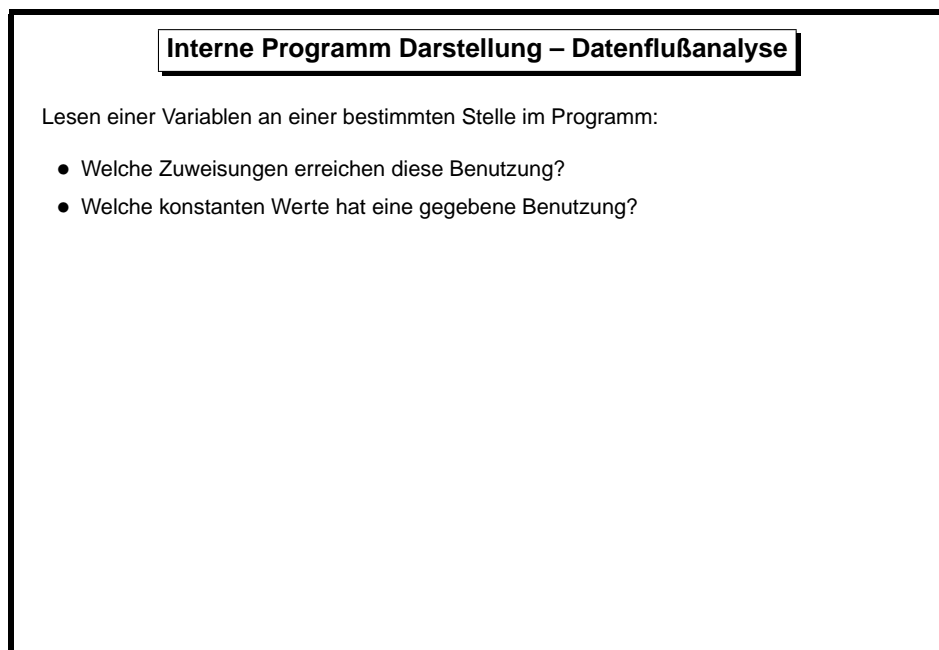 Interne Programm Darstellung – Datenflußanalyse
Lesen einer Variablen an einer bestimmten Stelle im Programm:
● Welche Zuweisungen erreichen diese Benutzung?
● Welche konstanten Werte hat eine gegebene Benutzung?